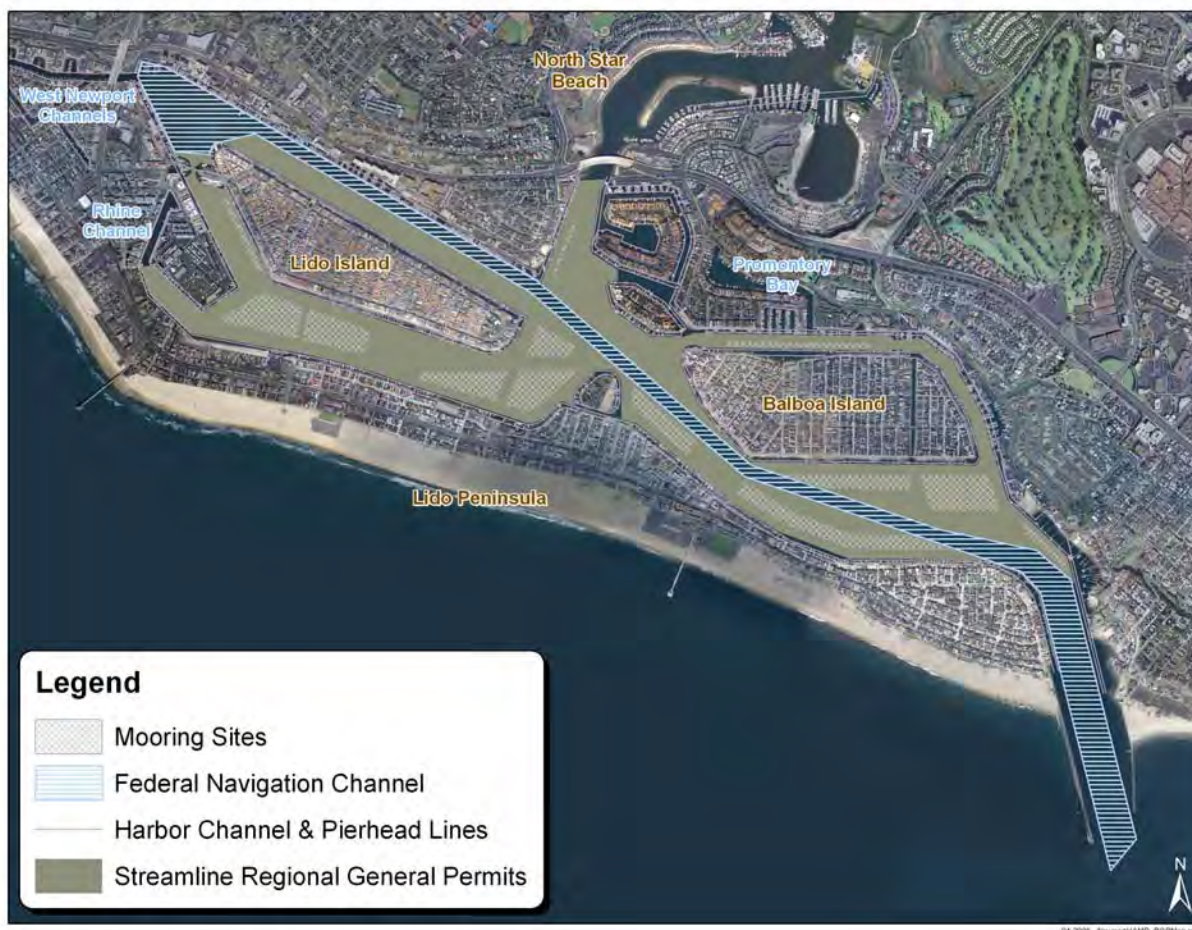 North Star
Beach
West Newport
Channels
Rhine
Channel
Lido Island
Promontory
Bay
Balboa Island
Lido Peninsula
Legend
Mooring Sites
Federal Navigation Channel
Harbor Channel & Pierhead Lines
Streamline Regional General Permits
N